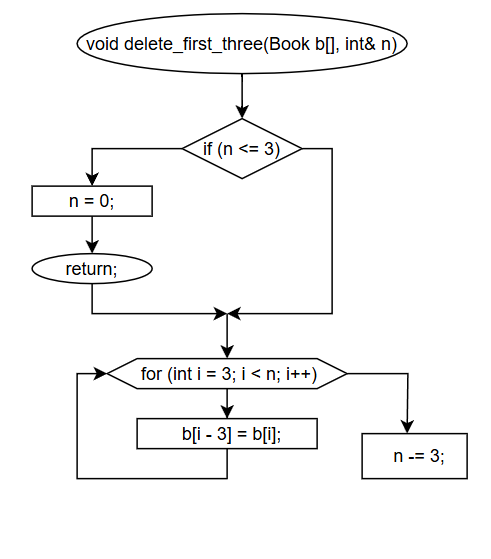 void delete_first_three(Book b[], int& n)
if (n <= 3)
n = 0;
return;
for (int i = 3; i < n; i++)
b[i - 3] = b[i];
n -= 3;